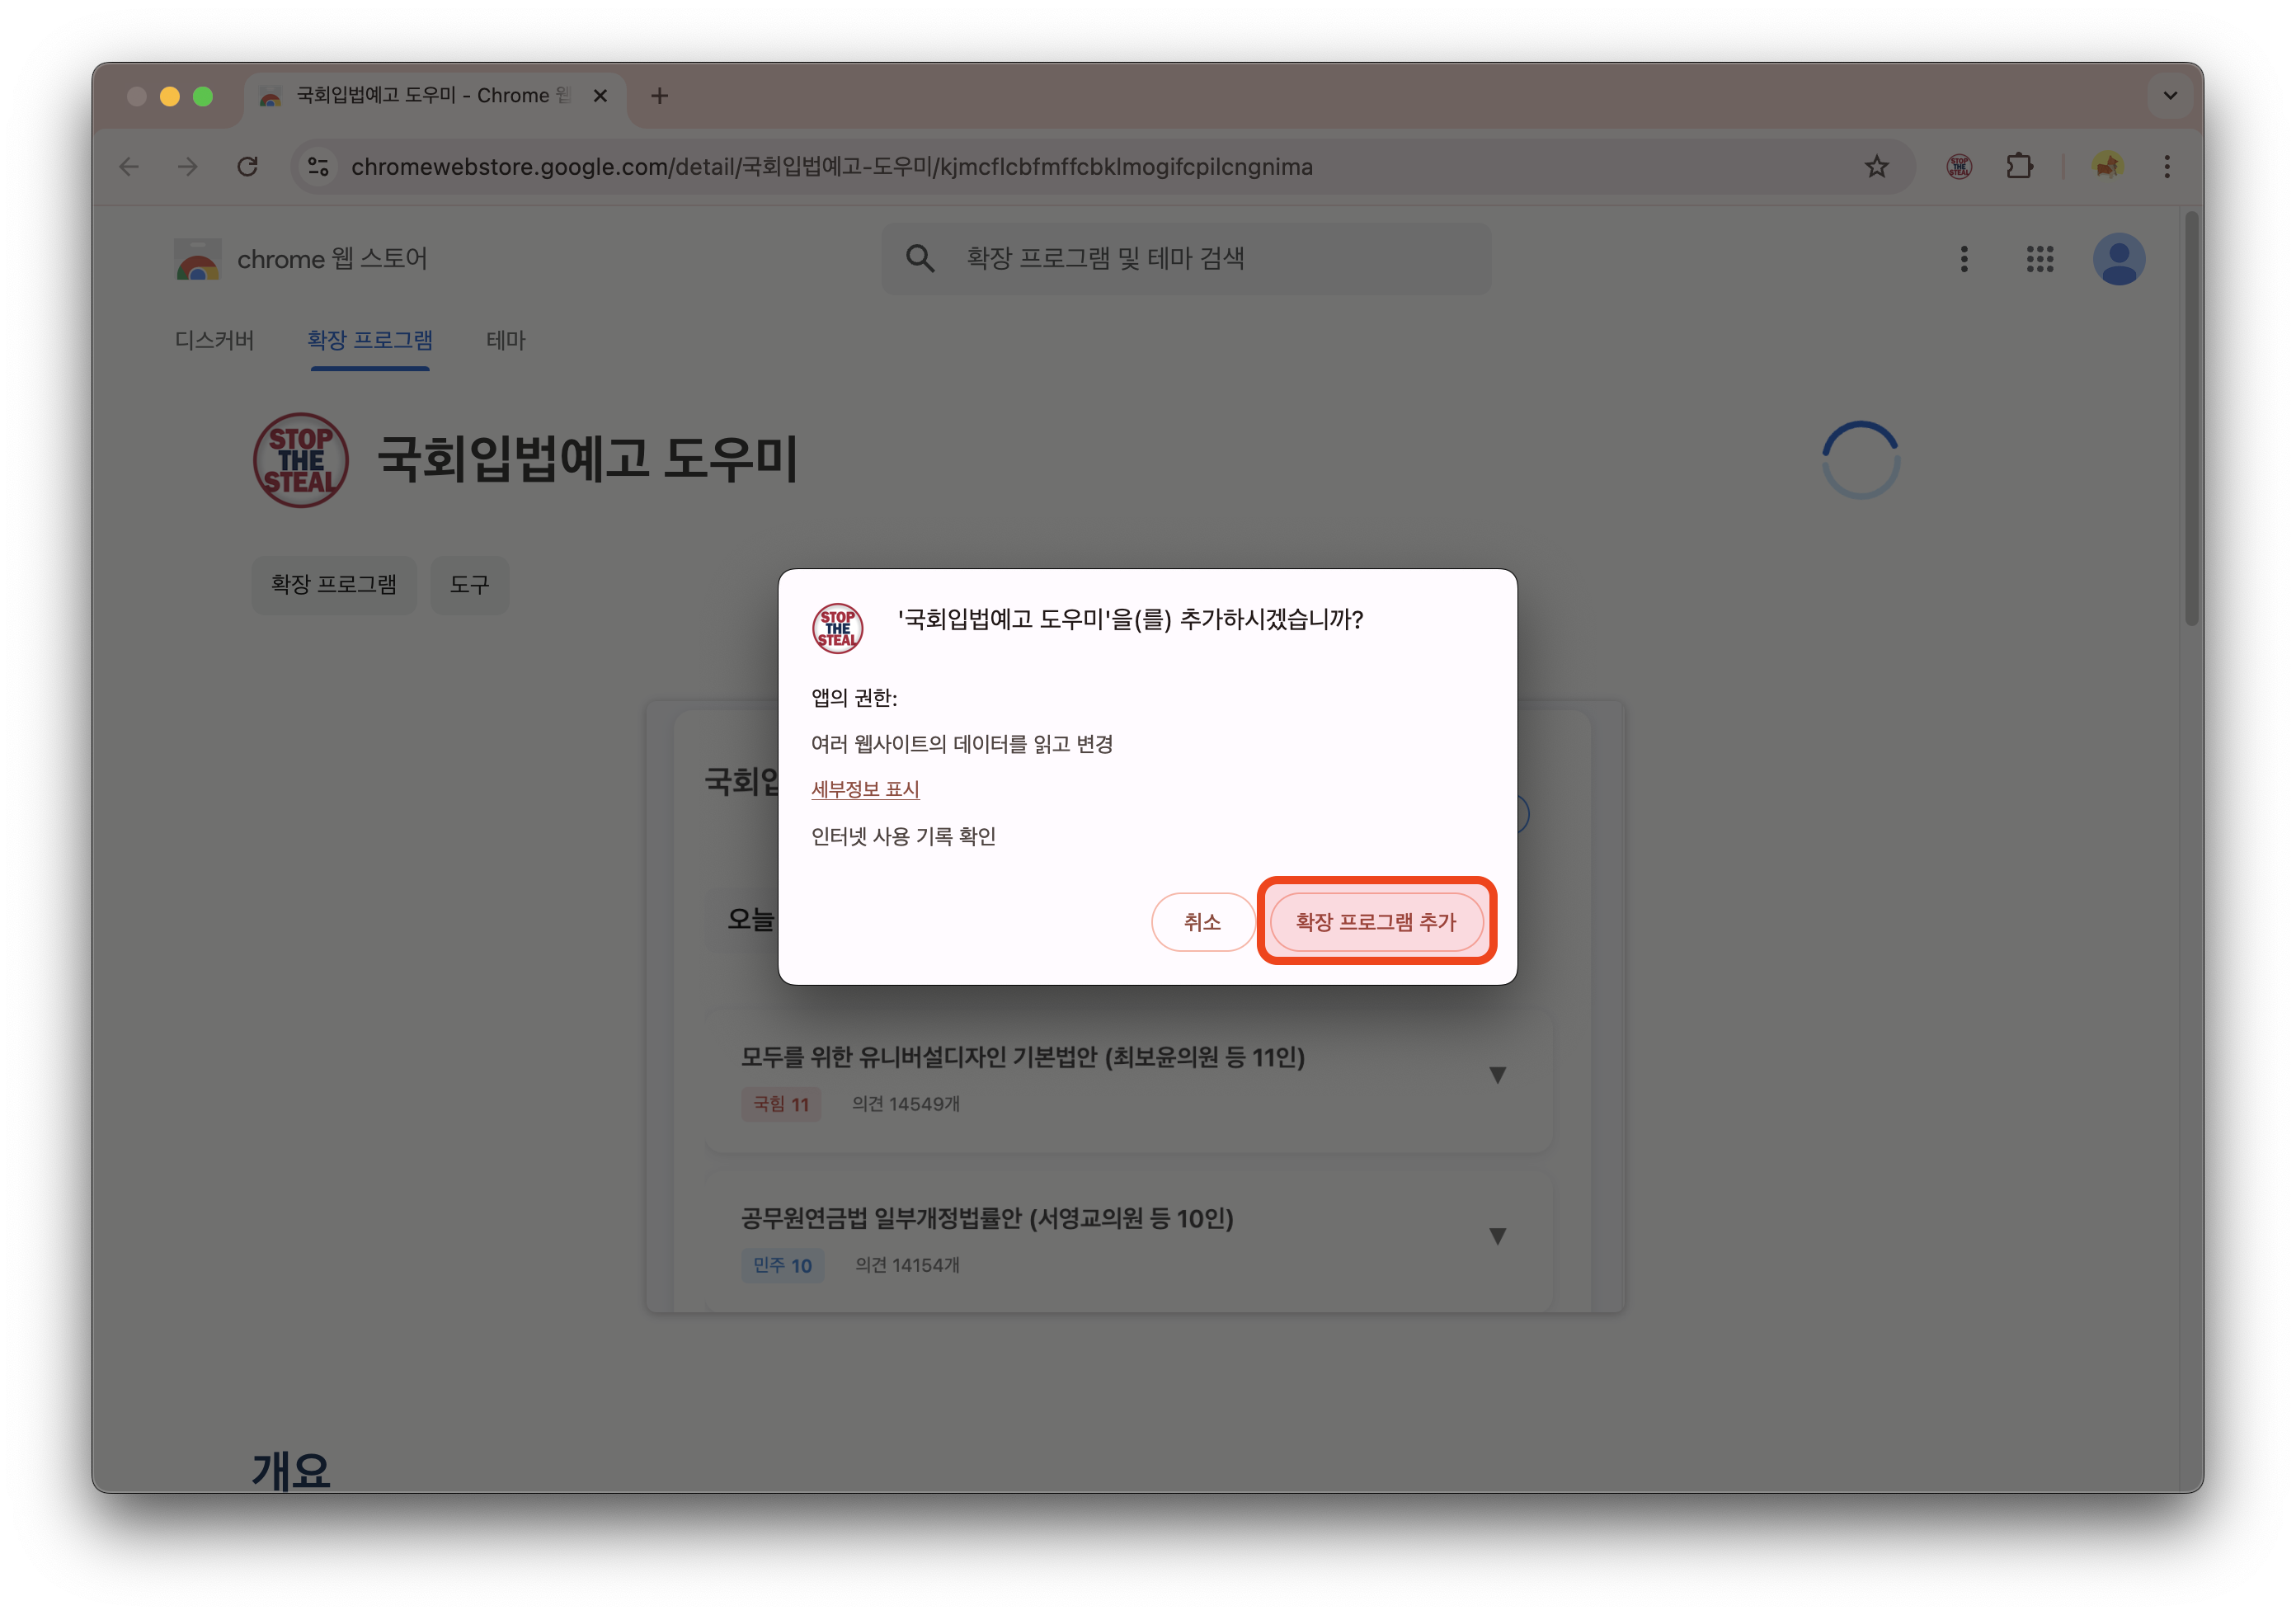 국회입법예고 도우미 - Chrome 웹
chromewebstore.google.com/detail/국회입법예고-도우미/kjmcflcbfmffcbklmogifcpilcngnima
STOP THE STEAL
chrome 웹 스토어
확장 프로그램 및 테마 검색
디스커버
확장 프로그램
테마
STOP
THE
STEAL
국회입법예고 도우미
확장 프로그램
도구
STOP
THE
STEAL
'국회입법예고 도우미'을(를) 추가하시겠습니까?
앱의 권한:
여러 웹사이트의 데이터를 읽고 변경
세부정보 표시
인터넷 사용 기록 확인
취소
확장 프로그램 추가
국회입
오늘
모두를 위한 유니버설디자인 기본법안 (최보윤의원 등 11인)
국힘 11
의견 14549개
공무원연금법 일부개정법률안 (서영교의원 등 10인)
민주 10
의견 14154개
개요